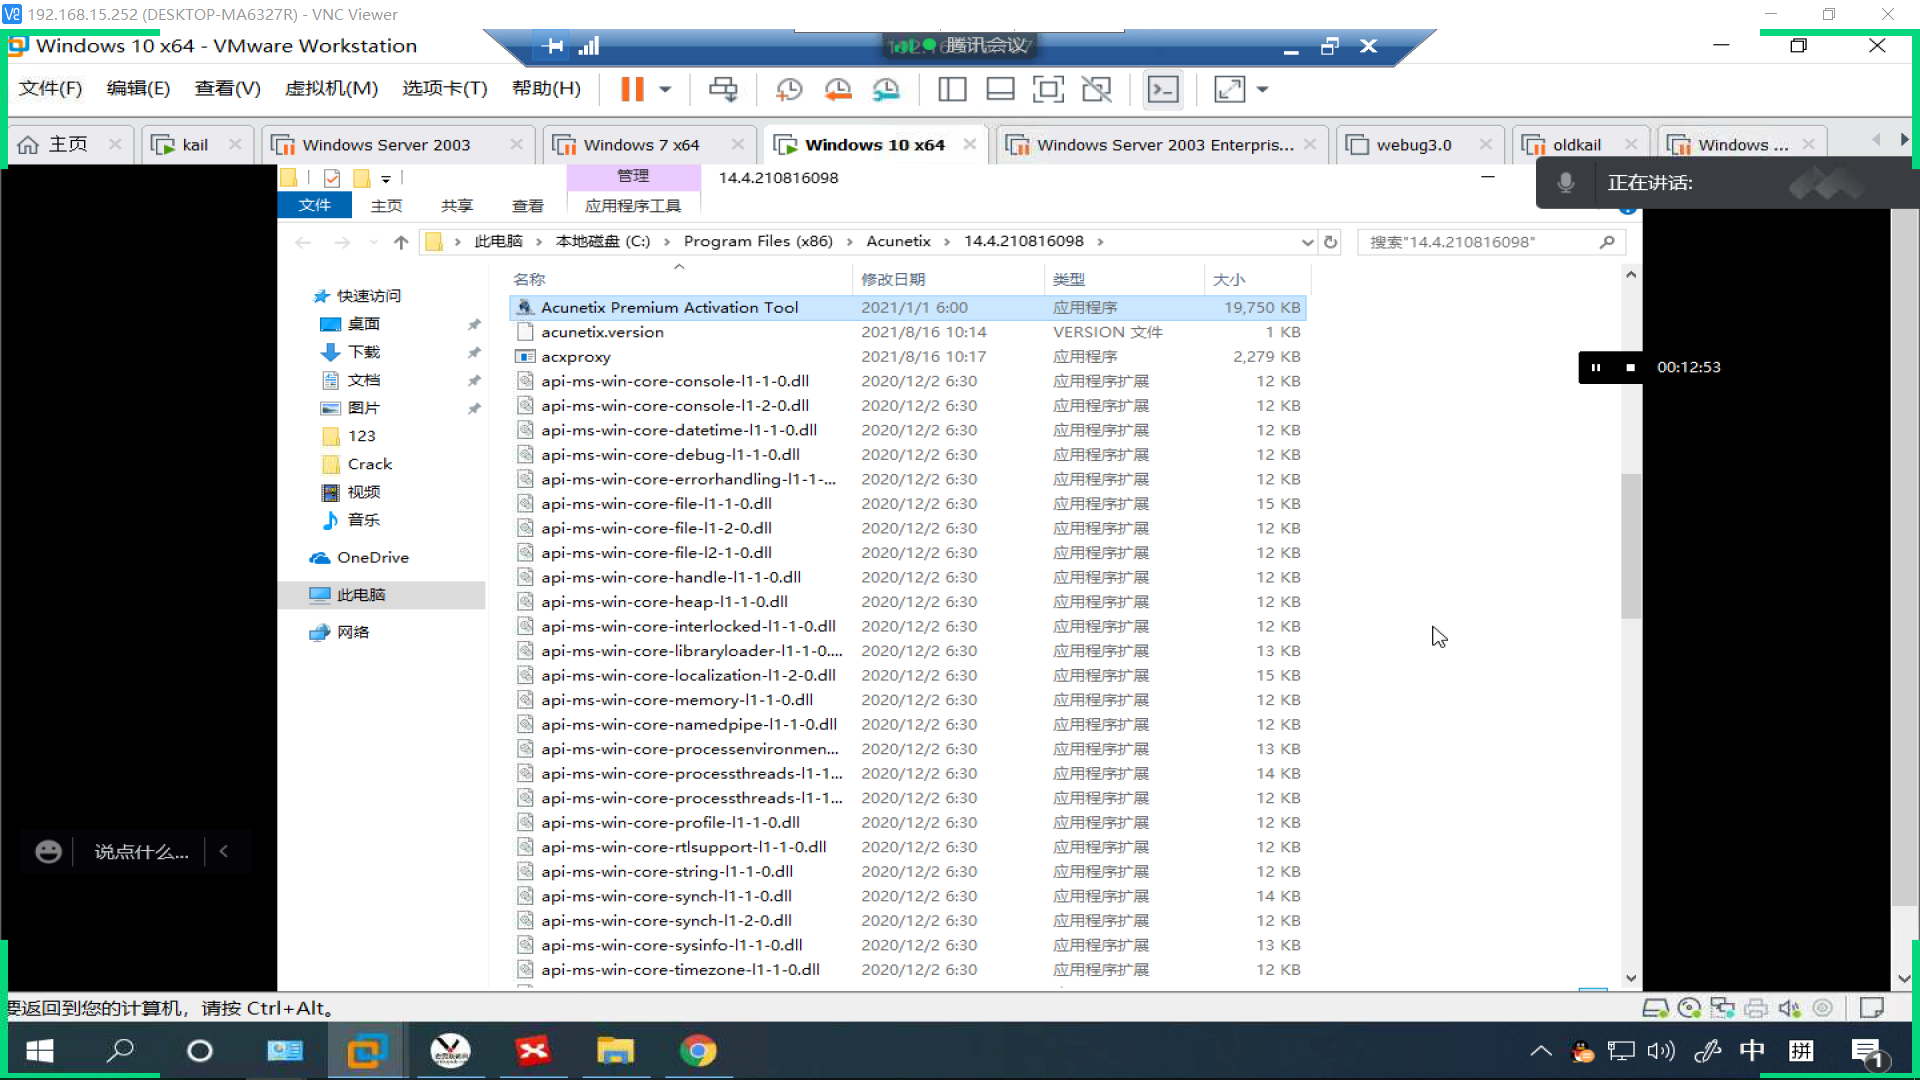 192.168.15.252 (DESKTOP-MA6327R) - VNC Viewer
Windows 10 x64 - VMware Workstation
腾讯会议
文件(F) 编辑(E) 查看(V) 虚拟机(M) 选项卡(T) 帮助(H)
主页 kail Windows Server 2003 Windows 7 x64 Windows 10 x64 Windows Server 2003 Enterpris... webug3.0 oldkail Windows ...
管理 14.4.210816098
正在讲话:
文件 主页 共享 查看 应用程序工具
此电脑 本地磁盘 (C:) Program Files (x86) Acunetix 14.4.210816098 搜索"14.4.210816098"
名称 修改日期 类型 大小
快速访问
桌面
下载
文档
图片
123
Crack
视频
音乐
OneDrive
此电脑
网络
Acunetix Premium Activation Tool 2021/1/1 6:00 应用程序 19,750 KB
acunetix.version 2021/8/16 10:14 VERSION 文件 1 KB
acxproxy 2021/8/16 10:17 应用程序 2,279 KB
api-ms-win-core-console-l1-1-0.dll 2020/12/2 6:30 应用程序扩展 12 KB
api-ms-win-core-console-l1-2-0.dll 2020/12/2 6:30 应用程序扩展 12 KB
api-ms-win-core-datetime-l1-1-0.dll 2020/12/2 6:30 应用程序扩展 12 KB
api-ms-win-core-debug-l1-1-0.dll 2020/12/2 6:30 应用程序扩展 12 KB
api-ms-win-core-errorhandling-l1-1-... 2020/12/2 6:30 应用程序扩展 12 KB
api-ms-win-core-file-l1-1-0.dll 2020/12/2 6:30 应用程序扩展 15 KB
api-ms-win-core-file-l1-2-0.dll 2020/12/2 6:30 应用程序扩展 12 KB
api-ms-win-core-file-l2-1-0.dll 2020/12/2 6:30 应用程序扩展 12 KB
api-ms-win-core-handle-l1-1-0.dll 2020/12/2 6:30 应用程序扩展 12 KB
api-ms-win-core-heap-l1-1-0.dll 2020/12/2 6:30 应用程序扩展 12 KB
api-ms-win-core-interlocked-l1-1-0.dll 2020/12/2 6:30 应用程序扩展 12 KB
api-ms-win-core-libraryloader-l1-1-0.... 2020/12/2 6:30 应用程序扩展 13 KB
api-ms-win-core-localization-l1-2-0.dll 2020/12/2 6:30 应用程序扩展 15 KB
api-ms-win-core-memory-l1-1-0.dll 2020/12/2 6:30 应用程序扩展 12 KB
api-ms-win-core-namedpipe-l1-1-0.dll 2020/12/2 6:30 应用程序扩展 12 KB
api-ms-win-core-processenvironmen... 2020/12/2 6:30 应用程序扩展 13 KB
api-ms-win-core-processthreads-l1-1... 2020/12/2 6:30 应用程序扩展 14 KB
api-ms-win-core-processthreads-l1-1... 2020/12/2 6:30 应用程序扩展 12 KB
api-ms-win-core-profile-l1-1-0.dll 2020/12/2 6:30 应用程序扩展 12 KB
api-ms-win-core-rtlsupport-l1-1-0.dll 2020/12/2 6:30 应用程序扩展 12 KB
api-ms-win-core-string-l1-1-0.dll 2020/12/2 6:30 应用程序扩展 12 KB
api-ms-win-core-synch-l1-1-0.dll 2020/12/2 6:30 应用程序扩展 14 KB
api-ms-win-core-synch-l1-2-0.dll 2020/12/2 6:30 应用程序扩展 12 KB
api-ms-win-core-sysinfo-l1-1-0.dll 2020/12/2 6:30 应用程序扩展 13 KB
api-ms-win-core-timezone-l1-1-0.dll 2020/12/2 6:30 应用程序扩展 12 KB
00:12:53
说点什么...
要返回到您的计算机，请按 Ctrl+Alt。
中 拼 1